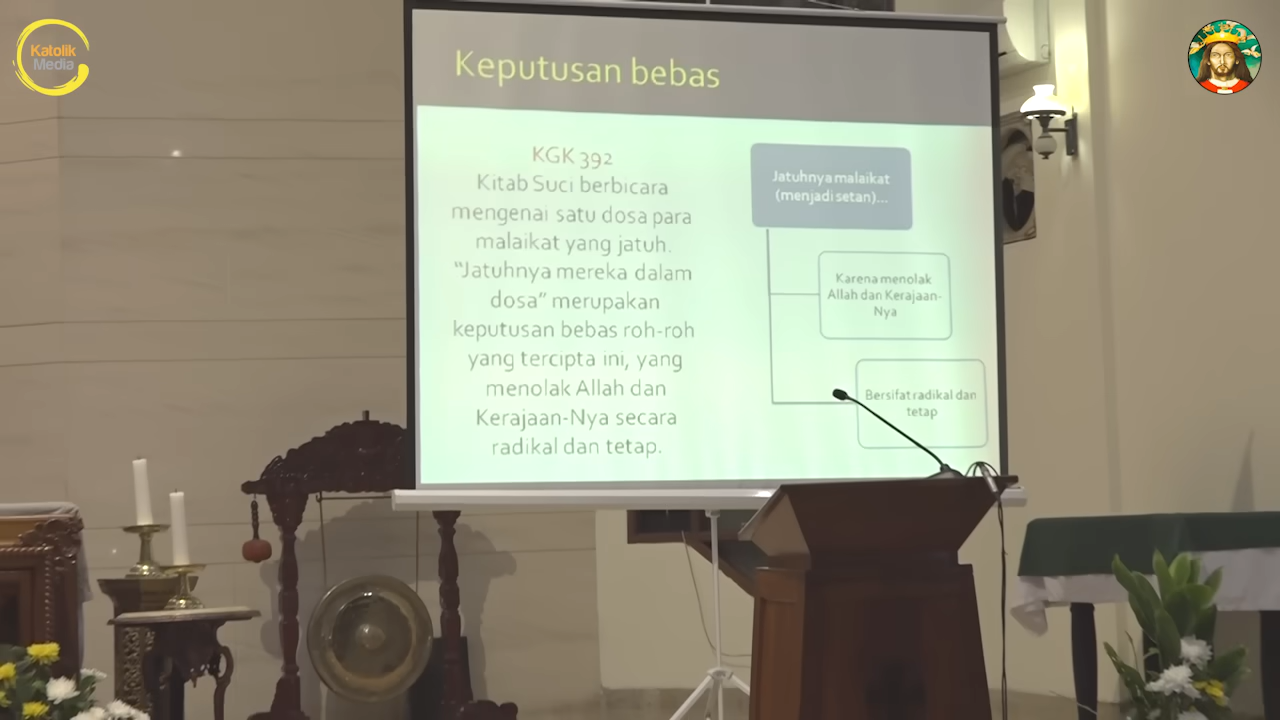 Katolik
Media
Keputusan bebas
KGK 392
Kitab Suci berbicara
mengenai satu dosa para
malaikat yang jatuh.
“Jatuhnya mereka dalam
dosa” merupakan
keputusan bebas roh-roh
yang tercipta ini, yang
menolak Allah dan
Kerajaan-Nya secara
radikal dan tetap.
Jatuhnya malaikat
(menjadi setan)...
Karena menolak
Allah dan Kerajaan-
Nya
Bersifat radikal dan
tetap